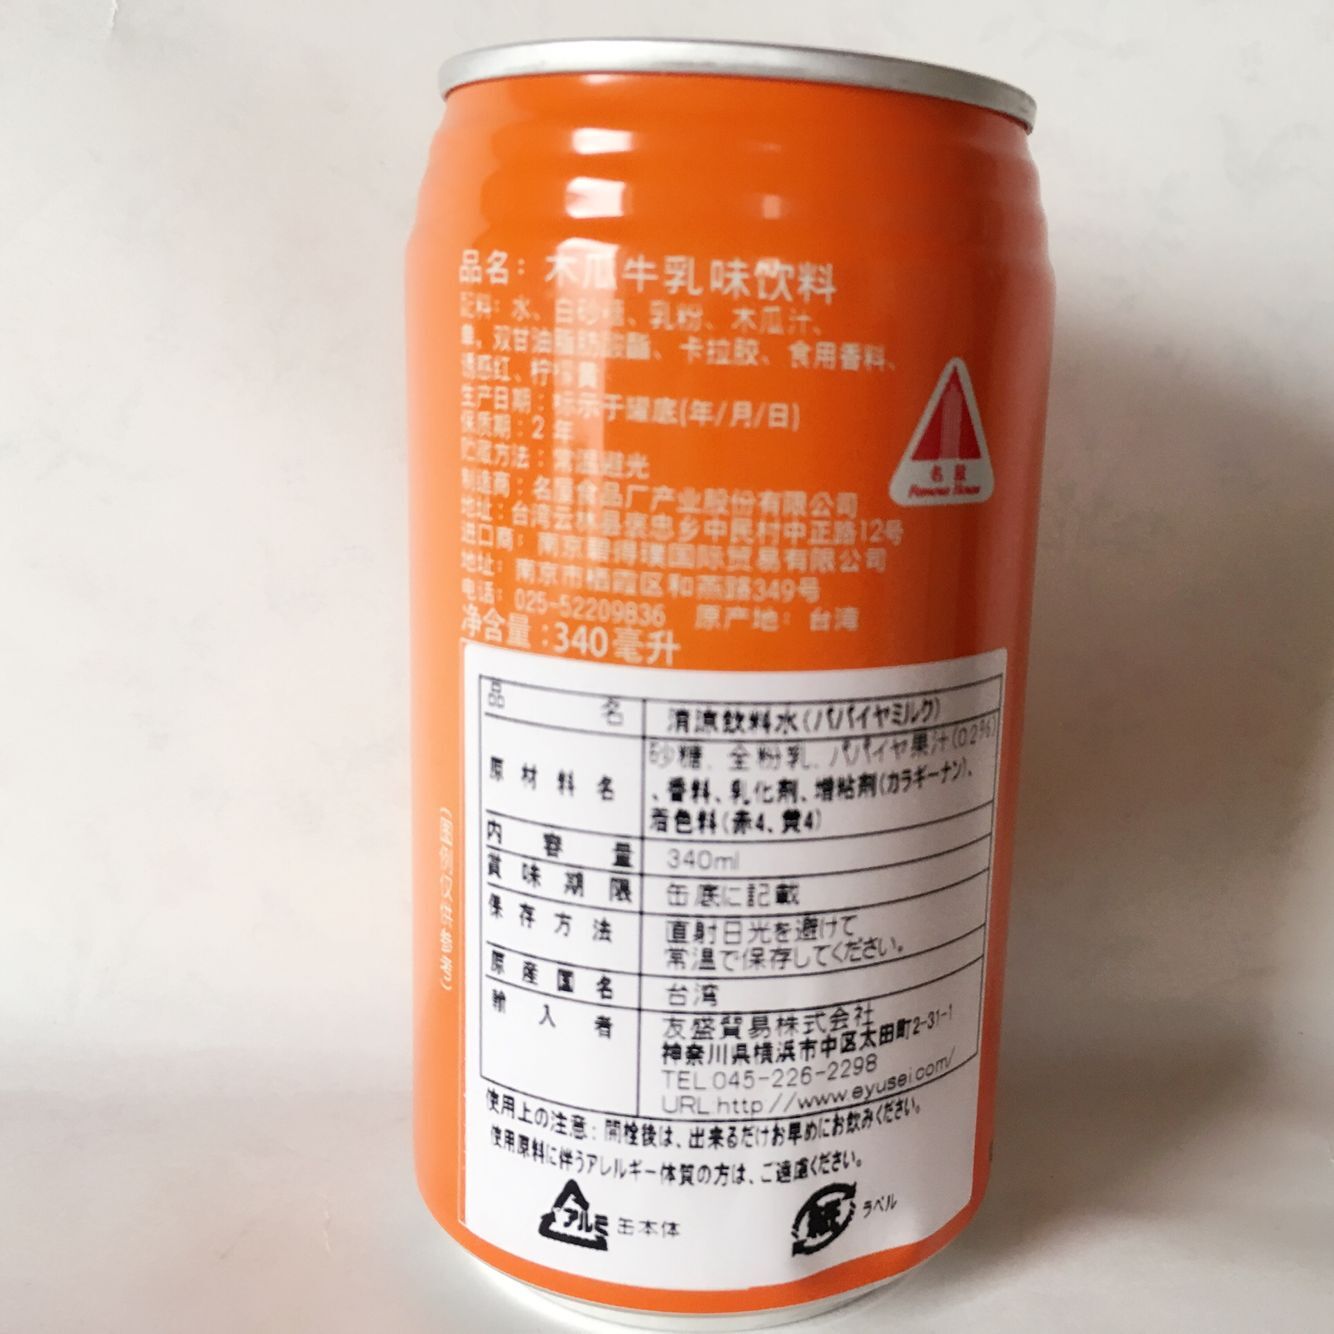 品名：木瓜牛乳味饮料
配料：水、白砂糖、乳粉、木瓜汁、
双甘油脂肪酸酯、卡拉胶、食用香料、
诱惑红、柠檬黄
生产日期：标示于罐底(年/月/日)
保质期：2年
贮藏方法：常温避光
制造商：名屋食品厂产业股份有限公司
地址：台湾云林县褒忠乡中民村中正路12号
进口商：南京 国际贸易有限公司
地址：南京市栖霞区和燕路349号
电话：025-52209836 原产地：台湾
净含量：340毫升
名屋
Famous House
(图例仅供参考)
品名 清涼飲料水(パパイヤミルク)
原材料名 砂糖、全粉乳、パパイヤ果汁(0.2%)
、香料、乳化剤、増粘剤(カラギーナン)、
着色料(赤4、黄4)
内容量 340ml
賞味期限 缶底に記載
保存方法 直射日光を避けて
常温で保存してください。
原産国名 台湾
輸入者 友盛貿易株式会社
神奈川県横浜市中区太田町2-31-1
TEL 045-226-2298
URL http://www.eyusei.com/
使用上の注意：開栓後は、出来るだけお早めにお飲みください。
使用原料に伴うアレルギー体質の方は、ご遠慮ください。
アルミ 缶本体
紙 ラベル